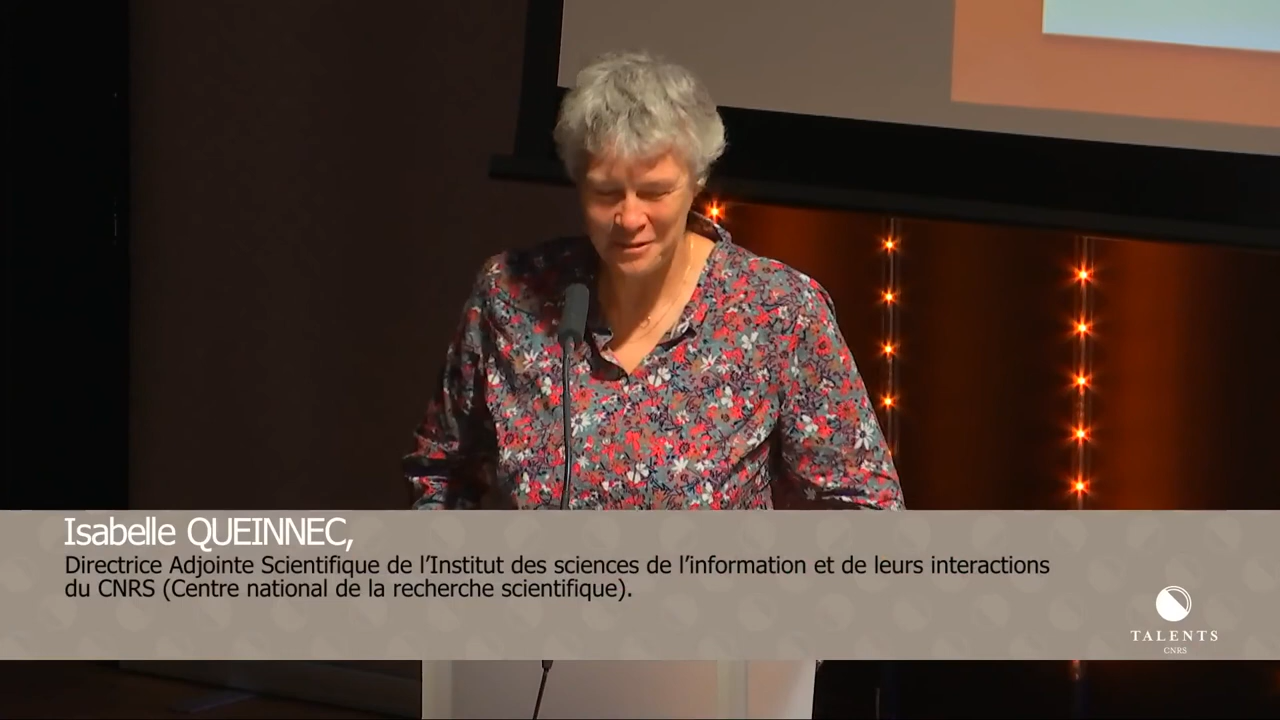 Isabelle QUEINNEC,
Directrice Adjointe Scientifique de l’Institut des sciences de l’information et de leurs interactions
du CNRS (Centre national de la recherche scientifique).
TALENTS
CNRS